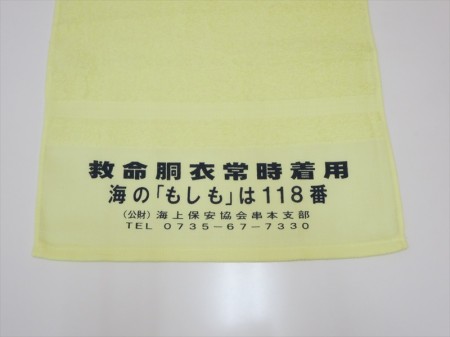 救命胴衣常時着用
海の「もしも」は118番
(公財)海上保安協会串本支部
TEL 0735-67-7330